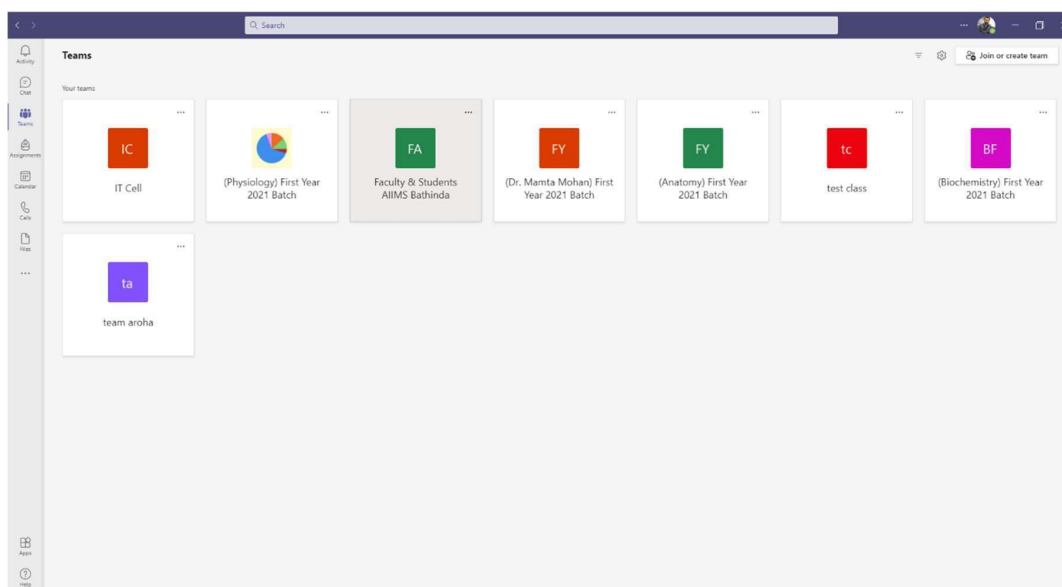 Search
Activity
Chat
Teams
Assignments
Calendar
Calls
Files
Apps
Help
Teams
Join or create team
Your teams
IC
IT Cell
(Physiology) First Year
2021 Batch
FA
Faculty & Students
AIIMS Bathinda
FY
(Dr. Mamta Mohan) First
Year 2021 Batch
FY
(Anatomy) First Year
2021 Batch
tc
test class
BF
(Biochemistry) First Year
2021 Batch
ta
team aroha